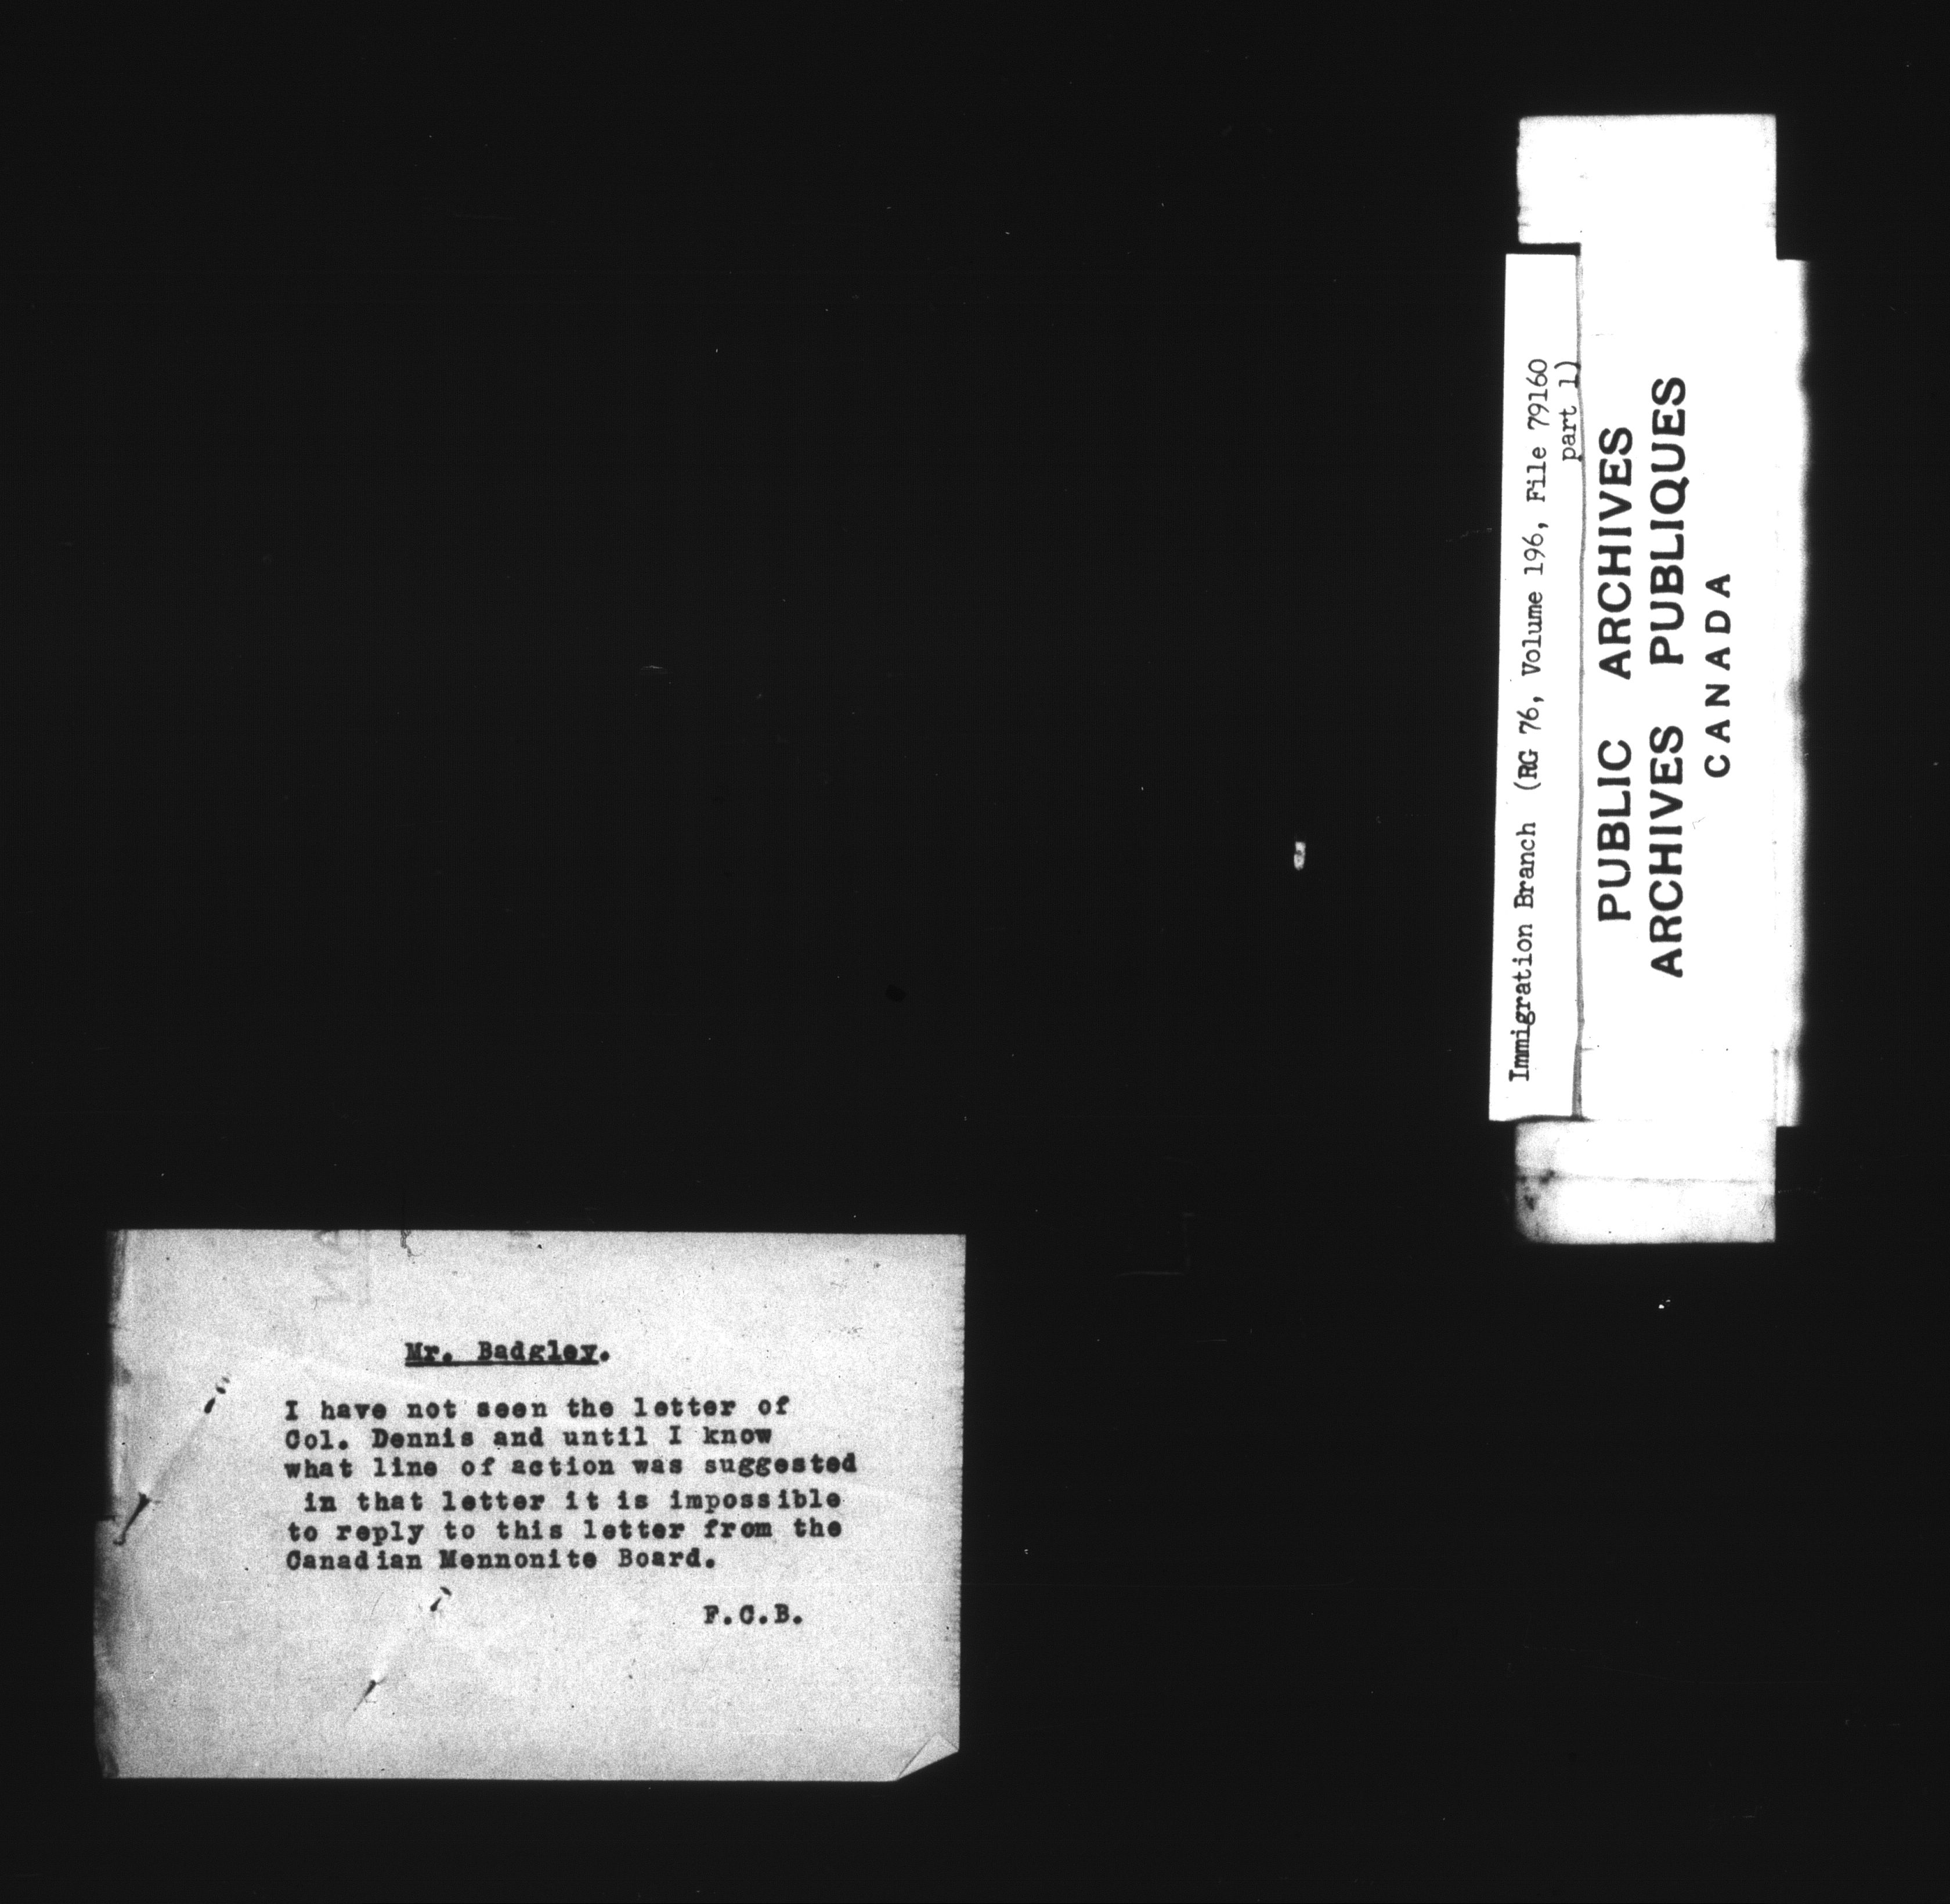 Immigration Branch (RG 76, Volume 196, File 79160
part 1)
PUBLIC ARCHIVES
ARCHIVES PUBLIQUES
CANADA
Mr. Badgley.
I have not seen the letter of
Col. Dennis and until I know
what line of action was suggested
in that letter it is impossible
to reply to this letter from the
Canadian Mennonite Board.
F.C.B.